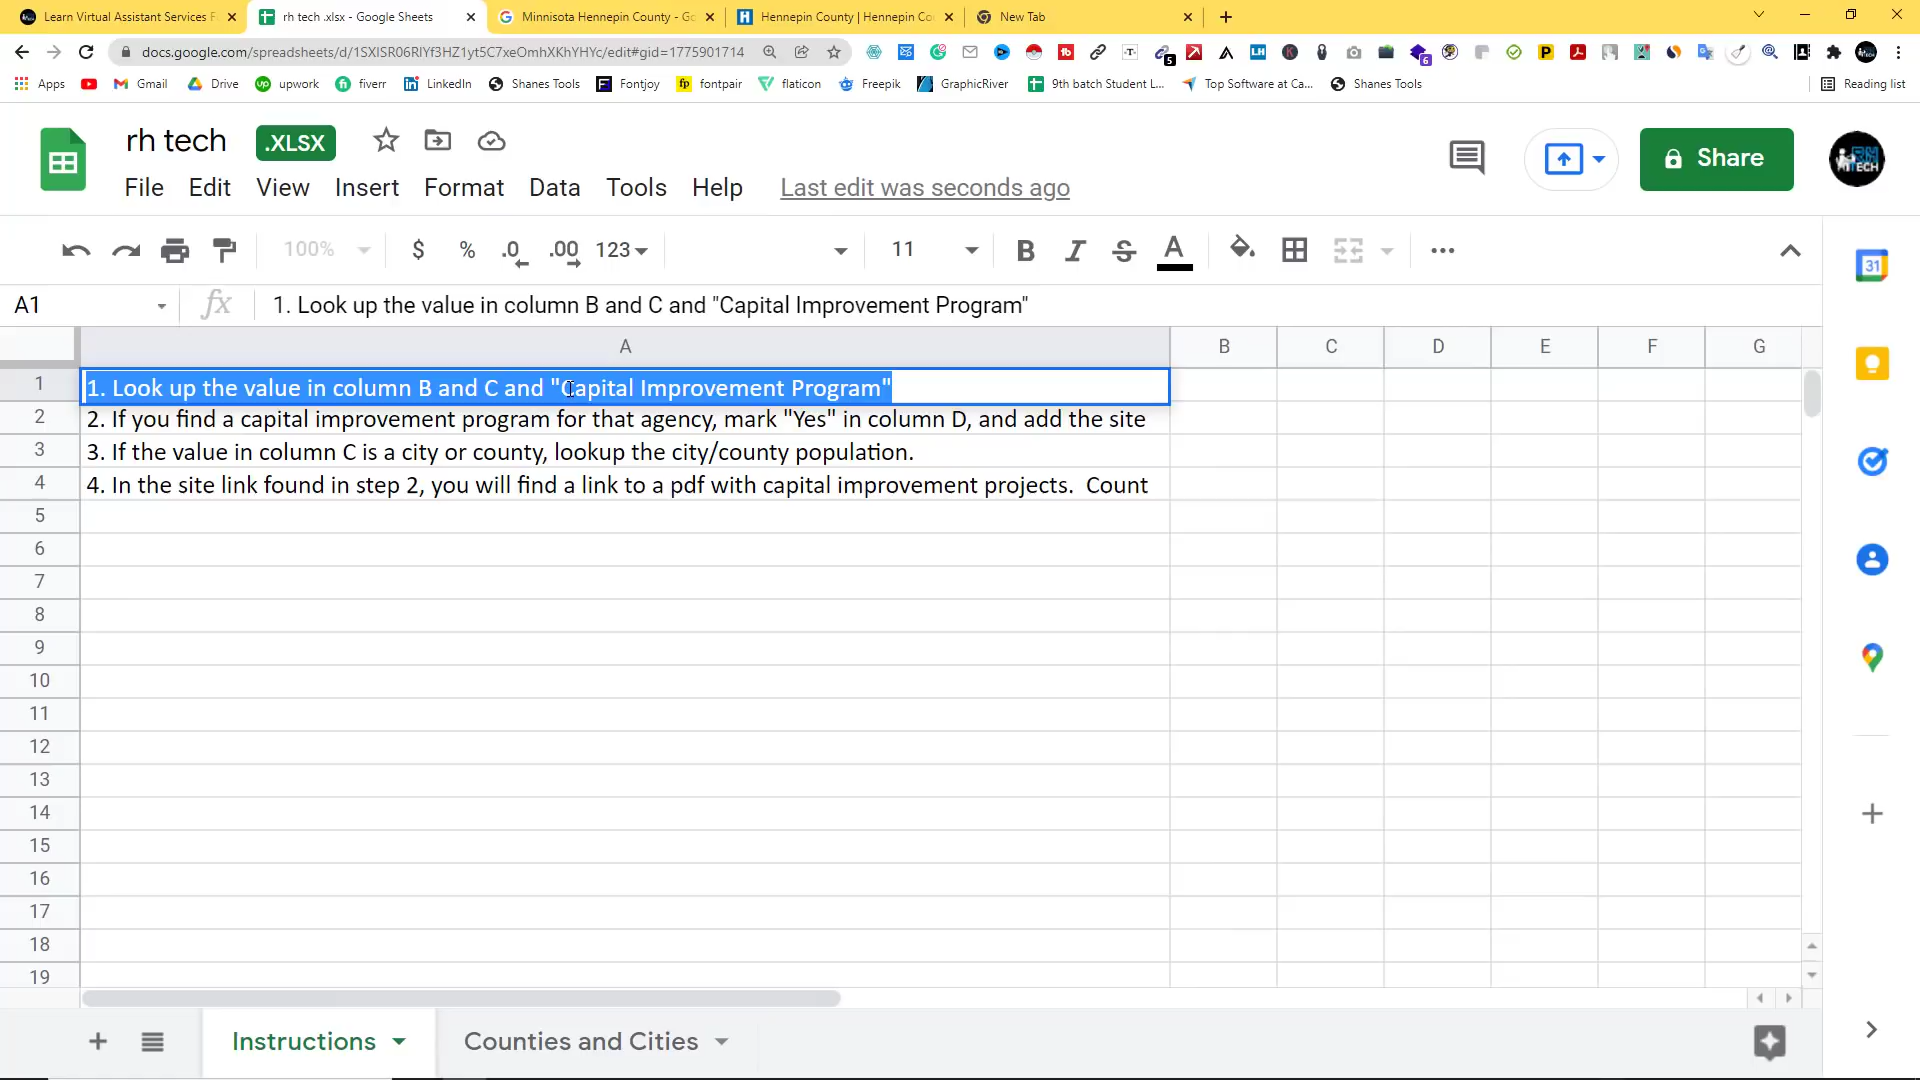 Learn Virtual Assistant Services F
rh tech .xlsx - Google Sheets
Minnisota Hennepin County - Go
Hennepin County | Hennepin Co
New Tab
docs.google.com/spreadsheets/d/1SXISR06RlYf3HZ1yt5C7xeOmhXKhYHYc/edit#gid=1775901714
Apps
Gmail
Drive
upwork
fiverr
LinkedIn
Shanes Tools
Fontjoy
fontpair
flaticon
Freepik
GraphicRiver
9th batch Student L...
Top Software at Ca...
Shanes Tools
Reading list
rh tech
.XLSX
Share
File Edit View Insert Format Data Tools Help
Last edit was seconds ago
100%
$ % .0 .00 123
11
B I S A
A1
fx
1. Look up the value in column B and C and "Capital Improvement Program"
A B C D E F G
1
1. Look up the value in column B and C and "Capital Improvement Program"
2
2. If you find a capital improvement program for that agency, mark "Yes" in column D, and add the site
3
3. If the value in column C is a city or county, lookup the city/county population.
4
4. In the site link found in step 2, you will find a link to a pdf with capital improvement projects. Count
5
6
7
8
9
10
11
12
13
14
15
16
17
18
19
Instructions
Counties and Cities
31